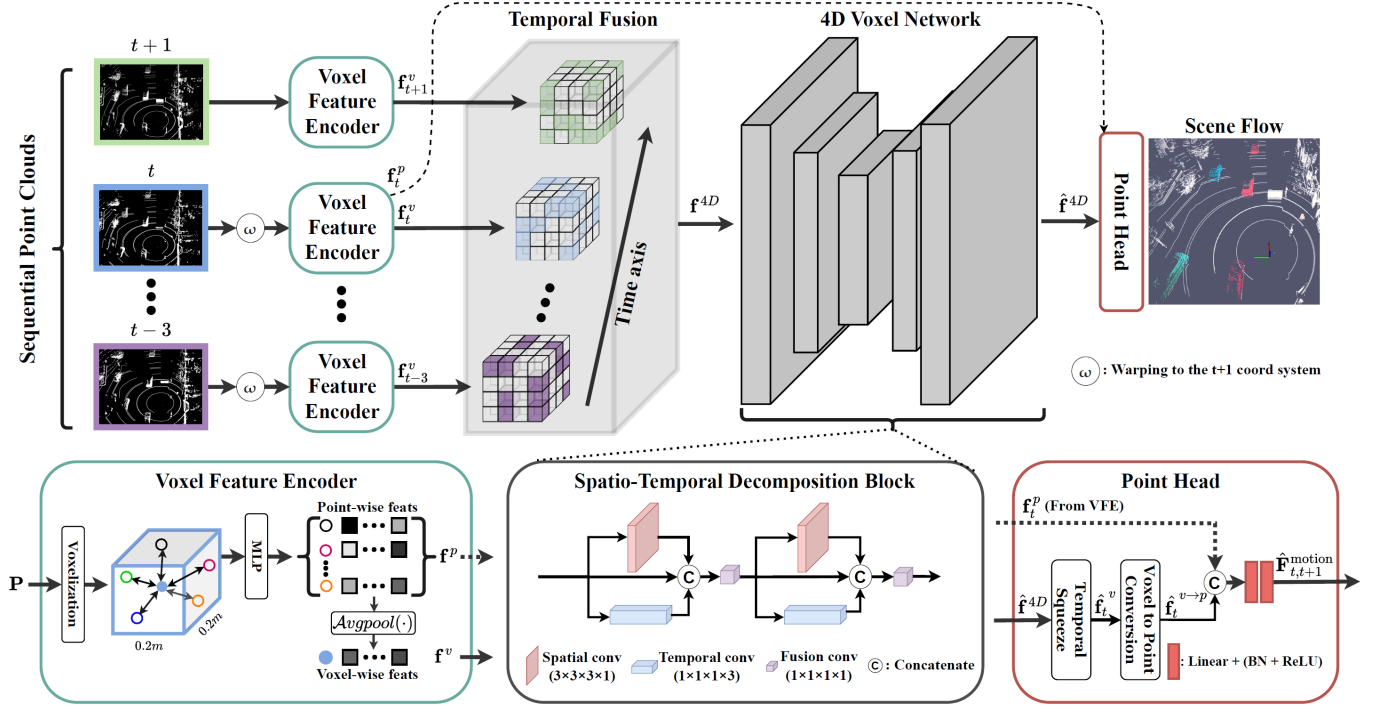 Temporal Fusion
4D Voxel Network
Sequential Point Clouds
t + 1
Voxel
Feature
Encoder
f^v_{t+1}
t
ω
Voxel
Feature
Encoder
f^p_t
f^v_t
t − 3
ω
Voxel
Feature
Encoder
f^v_{t−3}
Time axis
f^{4D}
f̂^{4D}
Point Head
Scene Flow
ω : Warping to the t+1 coord system
Voxel Feature Encoder
P
Voxelization
0.2m
0.2m
MLP
Point-wise feats
f^p
Avgpool(·)
f^v
Voxel-wise feats
Spatio-Temporal Decomposition Block
C
C
Spatial conv
(3×3×3×1)
Temporal conv
(1×1×1×3)
Fusion conv
(1×1×1×1)
C : Concatenate
Point Head
f^p_t (From VFE)
f̂^{4D}
Temporal
Squeeze
f̂^v_t
Voxel to Point
Conversion
f̂^{v→p}_t
C
F̂^{motion}_{t,t+1}
: Linear + (BN + ReLU)